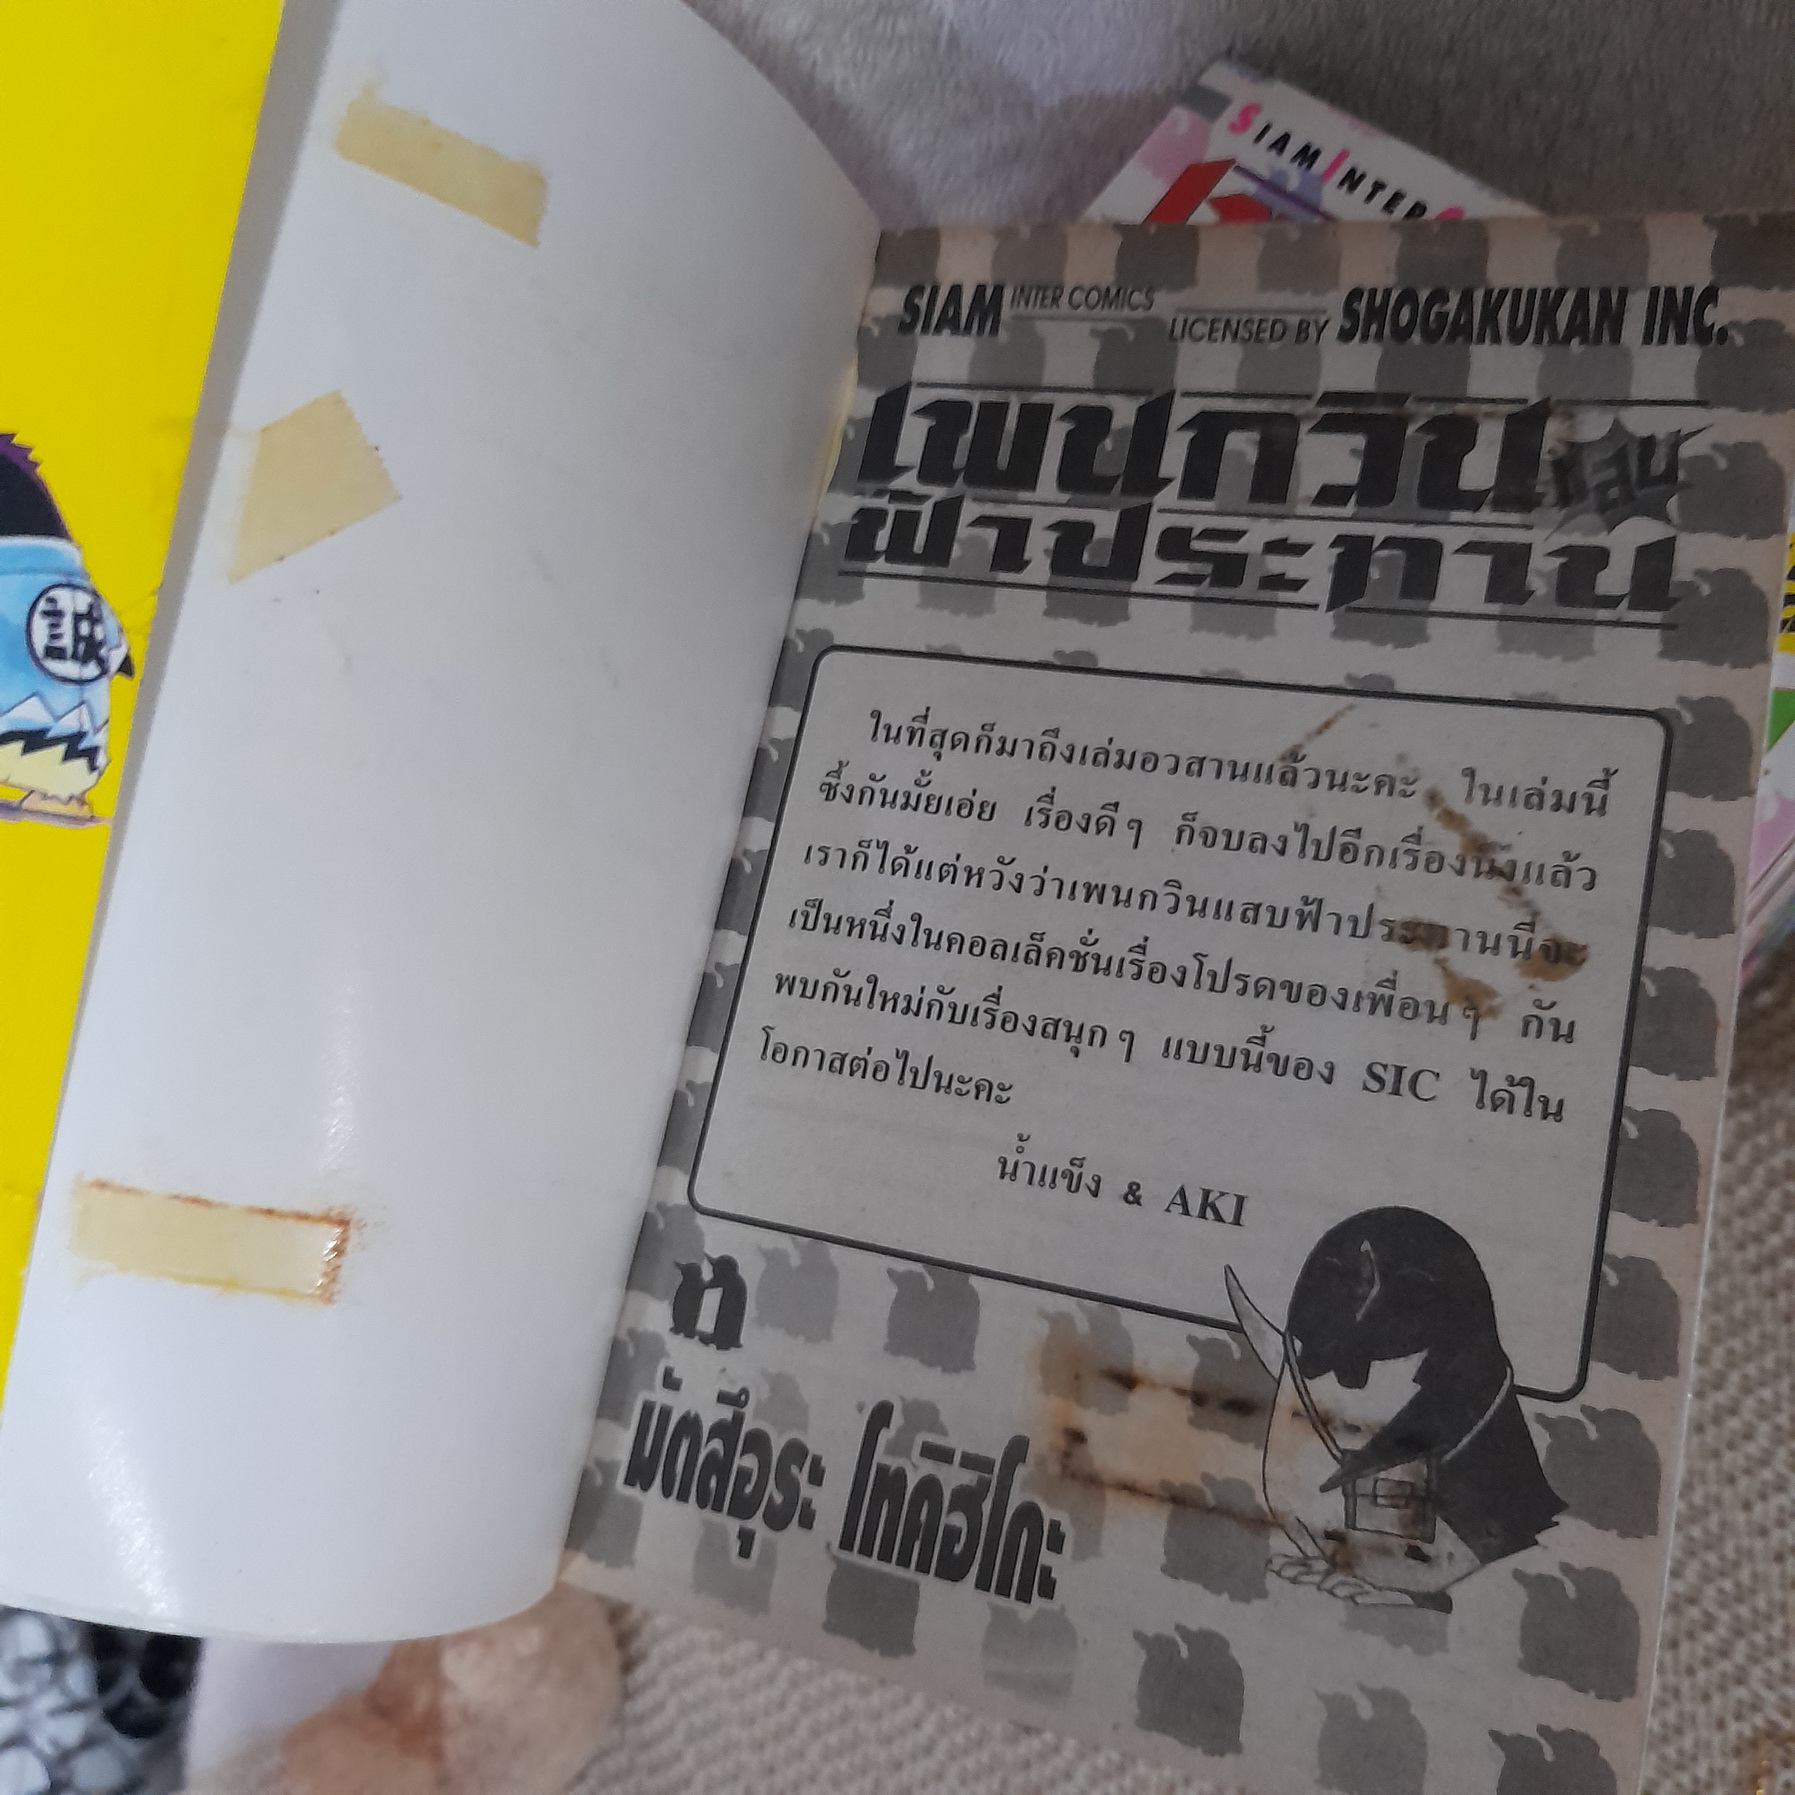 誠
SIAM INTER
SIAM INTER COMICS LICENSED BY SHOGAKUKAN INC.
เพนกวินแสบ
ฟ้าประทาน
ในที่สุดก็มาถึงเล่มอวสานแล้วนะคะ ในเล่มนี้
ซึ้งกันมั้ยเอ่ย เรื่องดีๆ ก็จบลงไปอีกเรื่องนึงแล้ว
เราก็ได้แต่หวังว่าเพนกวินแสบฟ้าประทานนี่จะ
เป็นหนึ่งในคอลเล็คชั่นเรื่องโปรดของเพื่อนๆ กัน
พบกันใหม่กับเรื่องสนุกๆ แบบนี้ของ SIC ได้ใน
โอกาสต่อไปนะคะ
น้ำแข็ง & AKI
มัตสึอุระ โทคิฮิโกะ